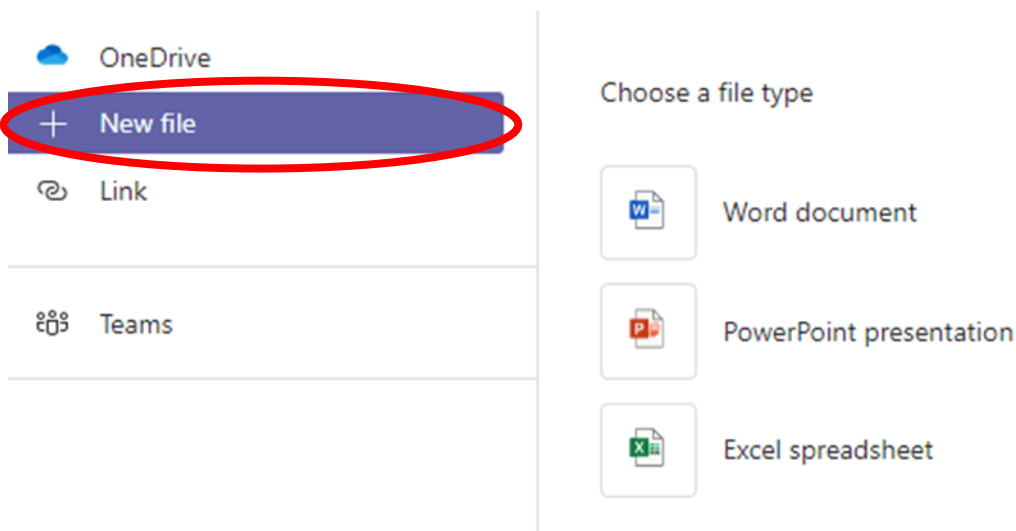 OneDrive
New file
Link
Teams
Choose a file type
Word document
PowerPoint presentation
Excel spreadsheet